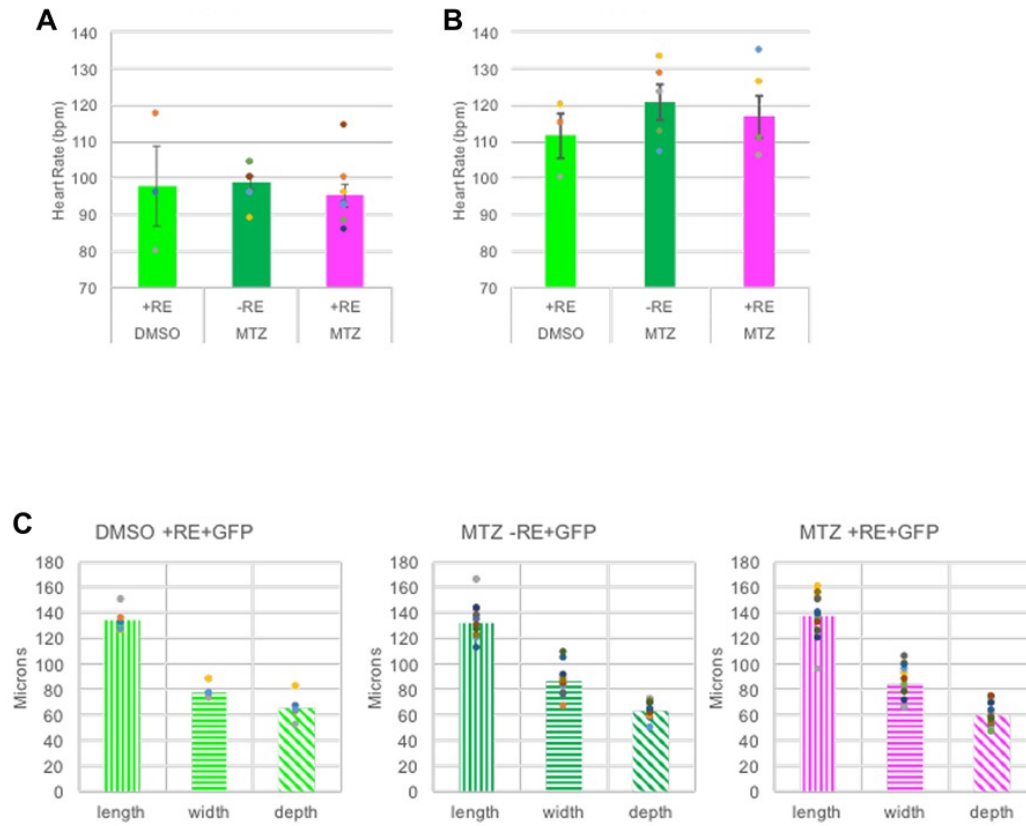 A
Heart Rate (bpm)
140
130
120
110
100
90
80
70
+RE -RE +RE
DMSO MTZ MTZ
B
Heart Rate (bpm)
140
130
120
110
100
90
80
70
+RE -RE +RE
DMSO MTZ MTZ
C
DMSO +RE+GFP
Microns
180
160
140
120
100
80
60
40
20
0
length width depth
MTZ -RE+GFP
Microns
180
160
140
120
100
80
60
40
20
0
length width depth
MTZ +RE+GFP
Microns
180
160
140
120
100
80
60
40
20
0
length width depth